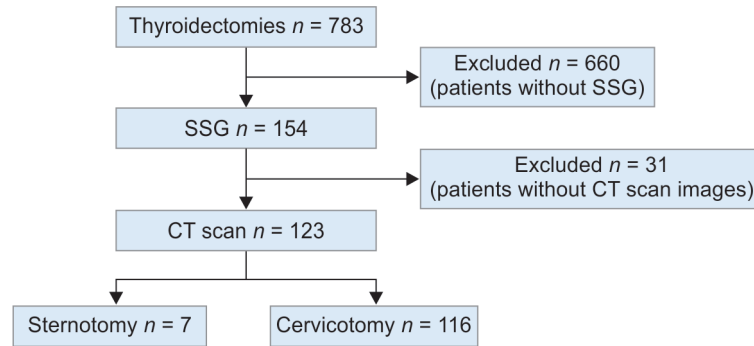 Thyroidectomies n = 783
Excluded n = 660
(patients without SSG)
SSG n = 154
Excluded n = 31
(patients without CT scan images)
CT scan n = 123
Sternotomy n = 7
Cervicotomy n = 116